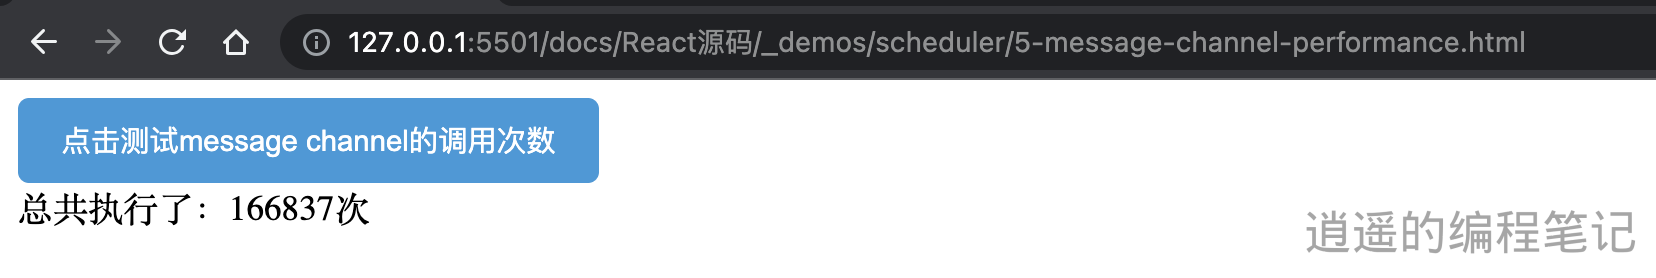 127.0.0.1:5501/docs/React源码/_demos/scheduler/5-message-channel-performance.html
点击测试message channel的调用次数
总共执行了：166837次
逍遥的编程笔记